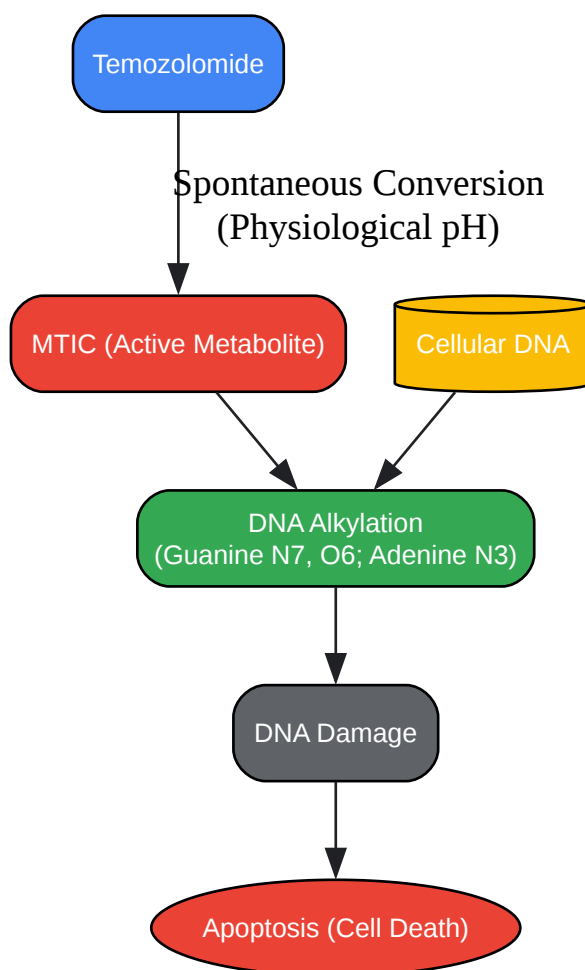 Temozolomide
Spontaneous Conversion
(Physiological pH)
MTIC (Active Metabolite)
Cellular DNA
DNA Alkylation
(Guanine N7, O6; Adenine N3)
DNA Damage
Apoptosis (Cell Death)